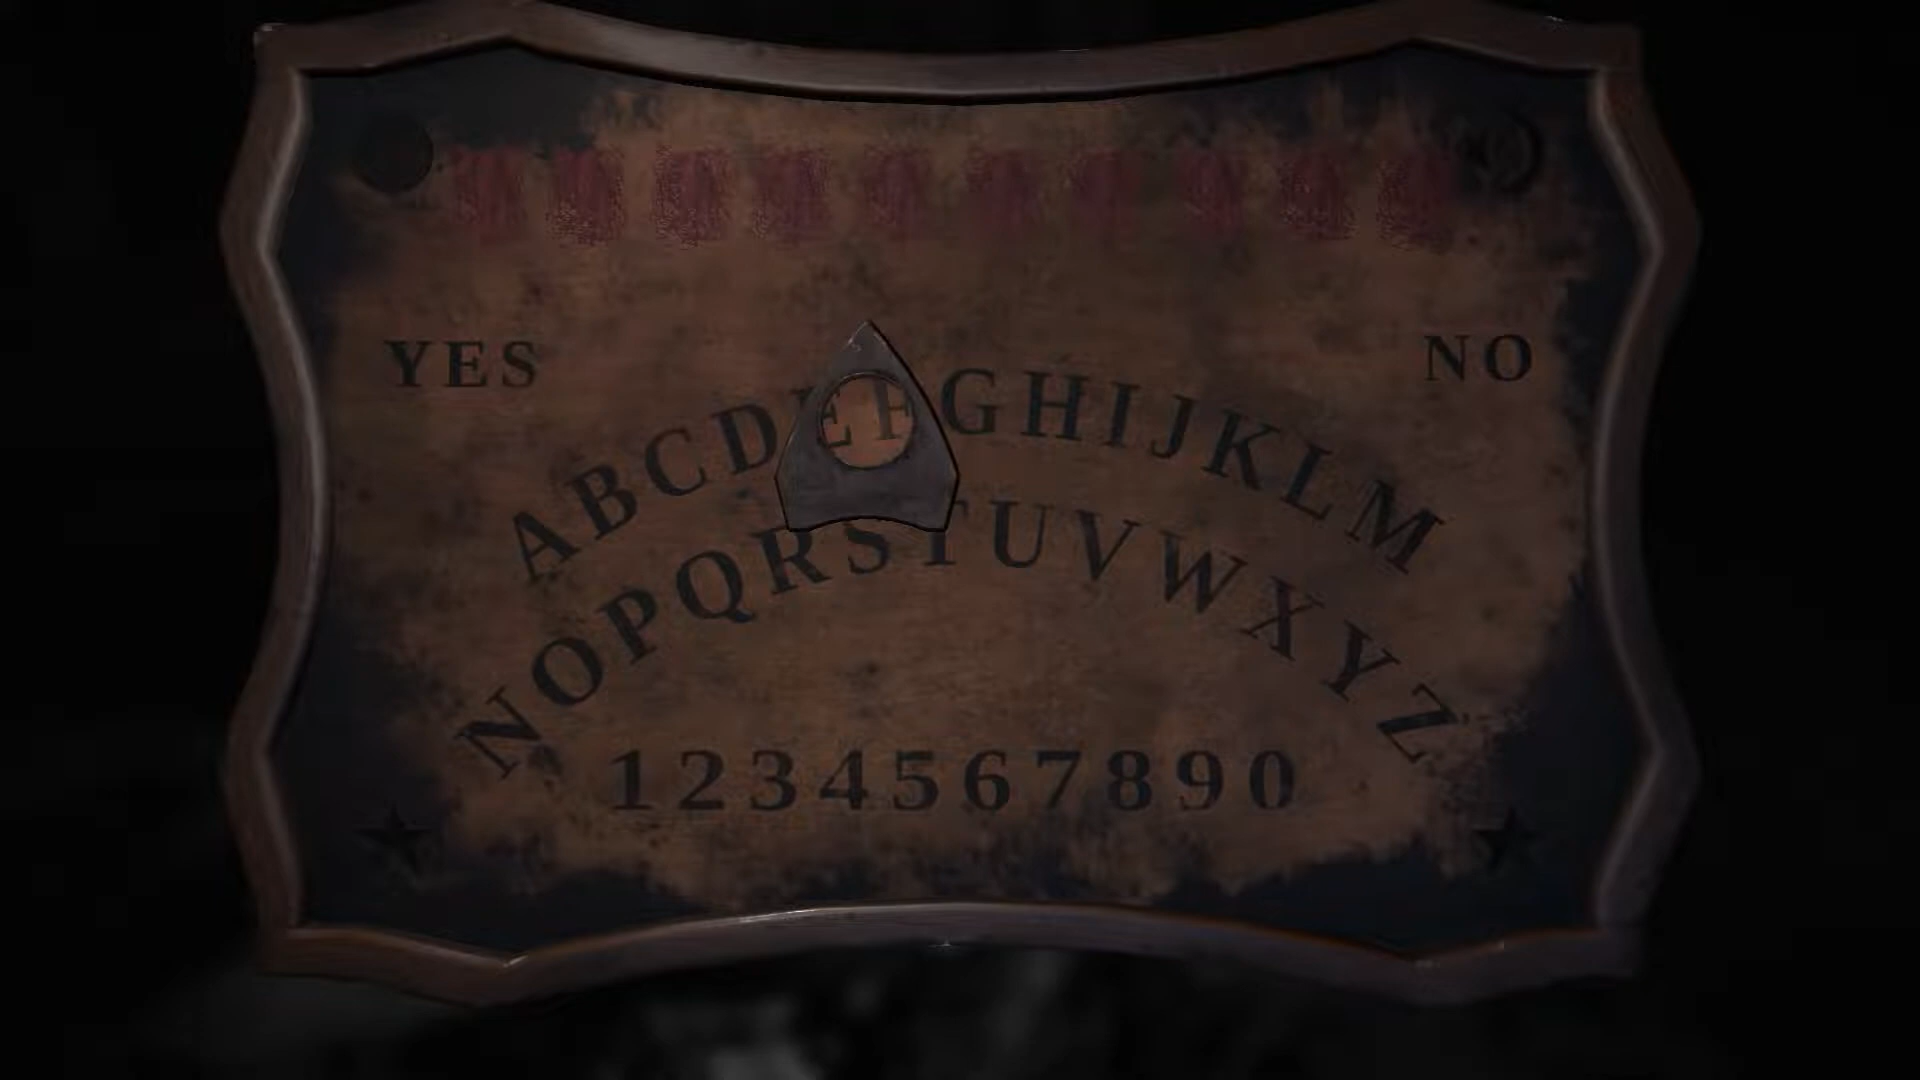 YES
NO
ABCDEFGHIJKLM
NOPQRSTUVWXYZ
1234567890